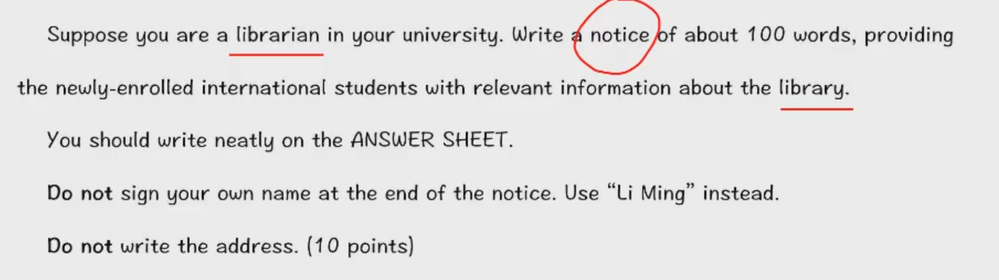 Suppose you are a librarian in your university. Write a notice of about 100 words, providing
the newly-enrolled international students with relevant information about the library.
You should write neatly on the ANSWER SHEET.
Do not sign your own name at the end of the notice. Use “Li Ming” instead.
Do not write the address. (10 points)